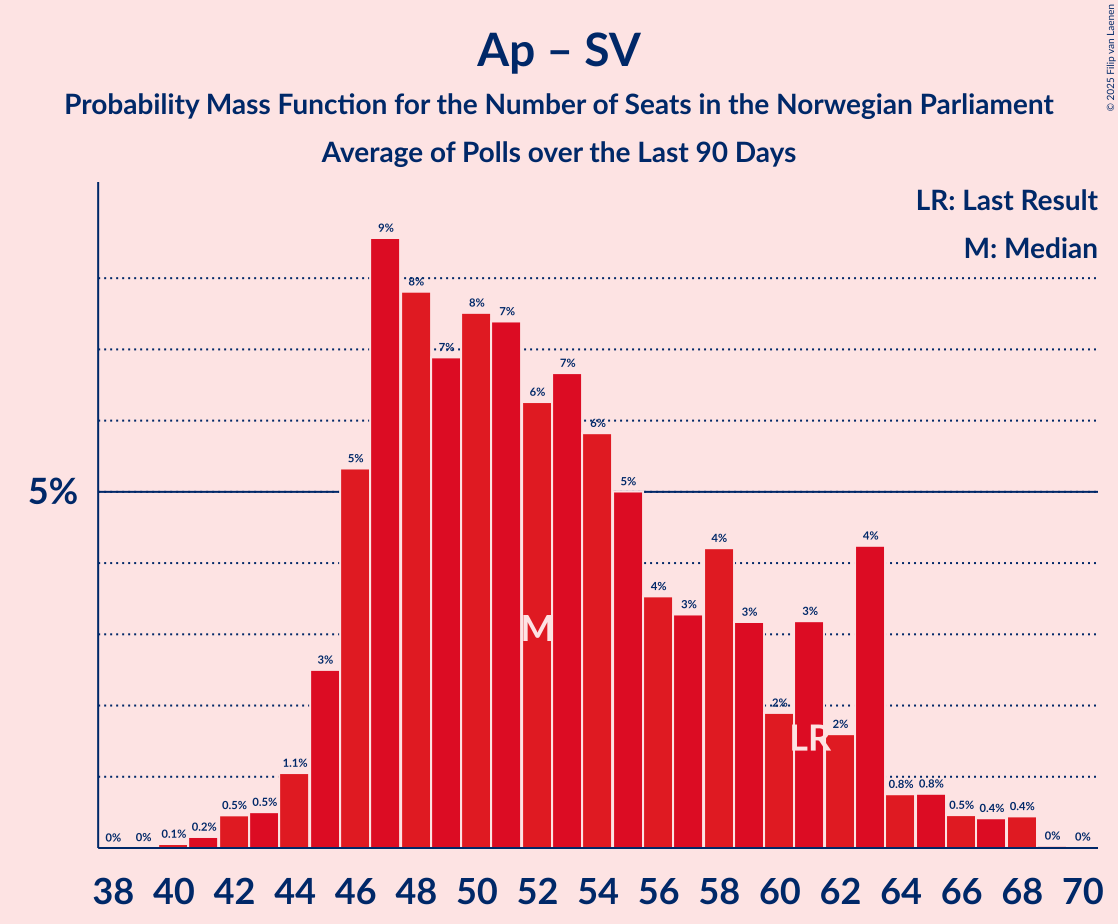 Ap – SV
Probability Mass Function for the Number of Seats in the Norwegian Parliament
Average of Polls over the Last 90 Days
© 2025 Filip van Laenen
LR: Last Result
M: Median
5%
0% 0% 0.1% 0.2% 0.5% 0.5% 1.1% 3% 5% 9% 8% 7% 8% 7% 6% 7% 6% 5% 4% 3% 4% 3% 2% 3% 2% 4% 0.8% 0.8% 0.5% 0.4% 0.4% 0% 0%
M
LR
38 40 42 44 46 48 50 52 54 56 58 60 62 64 66 68 70